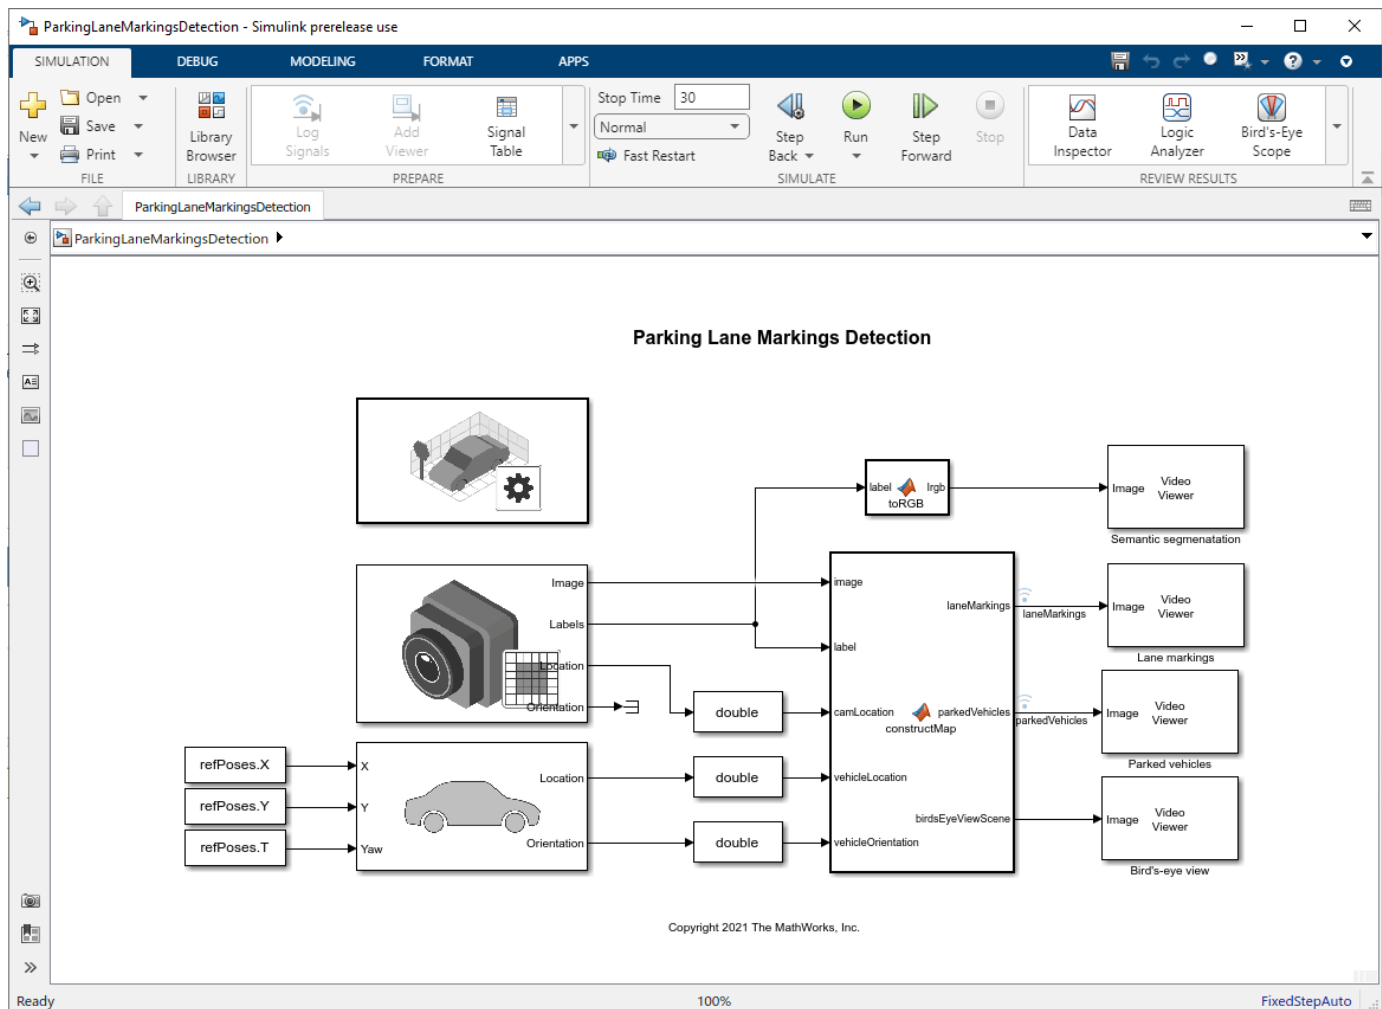 ParkingLaneMarkingsDetection - Simulink prerelease use
SIMULATION DEBUG MODELING FORMAT APPS
New
Open
Save
Print
FILE
Library
Browser
LIBRARY
Log
Signals
Add
Viewer
Signal
Table
PREPARE
Stop Time 30
Normal
Fast Restart
Step
Back
Run
Step
Forward
Stop
SIMULATE
Data
Inspector
Logic
Analyzer
Bird's-Eye
Scope
REVIEW RESULTS
ParkingLaneMarkingsDetection
ParkingLaneMarkingsDetection
Parking Lane Markings Detection
label lrgb
toRGB
Image Video
Viewer
Semantic segmenatation
Image
Labels
Location
Orientation
image
label
camLocation
vehicleLocation
vehicleOrientation
constructMap
laneMarkings
parkedVehicles
birdsEyeViewScene
laneMarkings
Image Video
Viewer
Lane markings
parkedVehicles
Image Video
Viewer
Parked vehicles
Image Video
Viewer
Bird's-eye view
double
double
double
refPoses.X
refPoses.Y
refPoses.T
X
Y
Yaw
Location
Orientation
Copyright 2021 The MathWorks, Inc.
Ready 100% FixedStepAuto